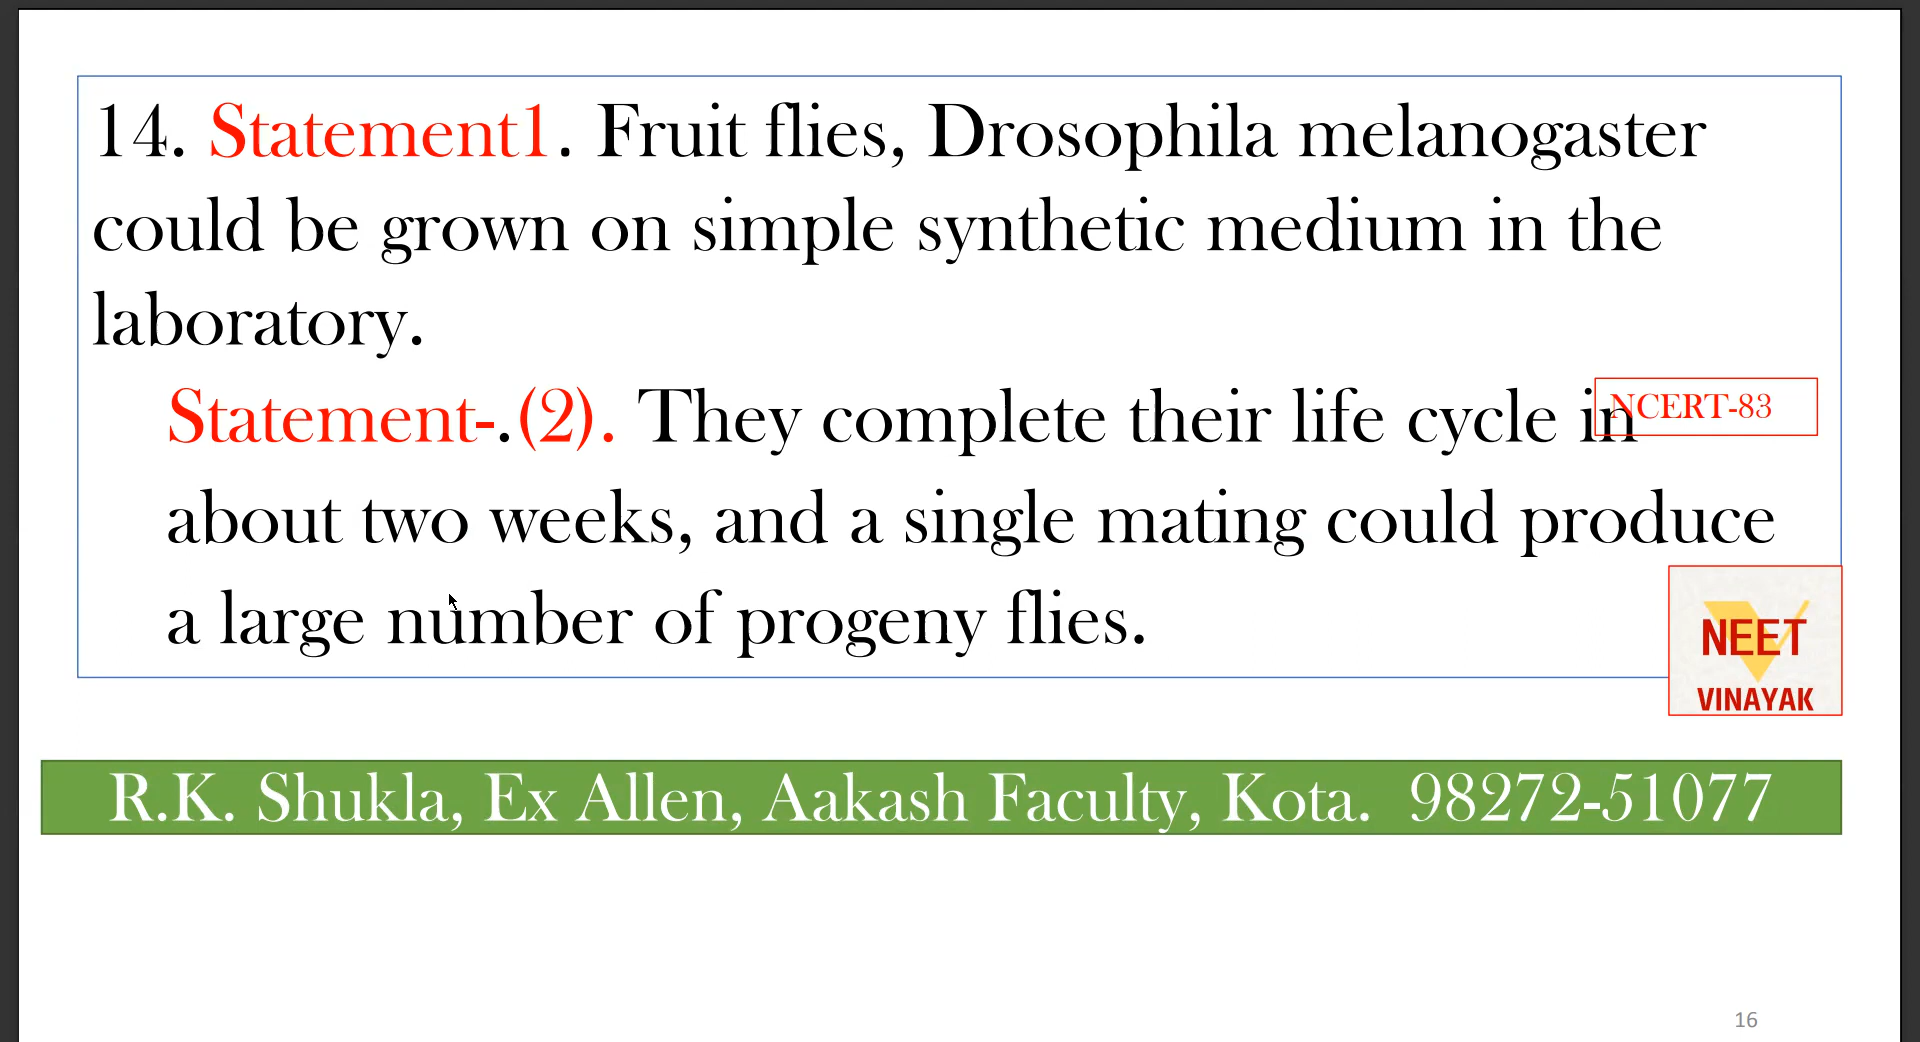 14. Statement1. Fruit flies, Drosophila melanogaster
could be grown on simple synthetic medium in the
laboratory.
Statement-.(2). They complete their life cycle in
NCERT-83
about two weeks, and a single mating could produce
a large number of progeny flies.
NEET
VINAYAK
R.K. Shukla, Ex Allen, Aakash Faculty, Kota. 98272-51077
16